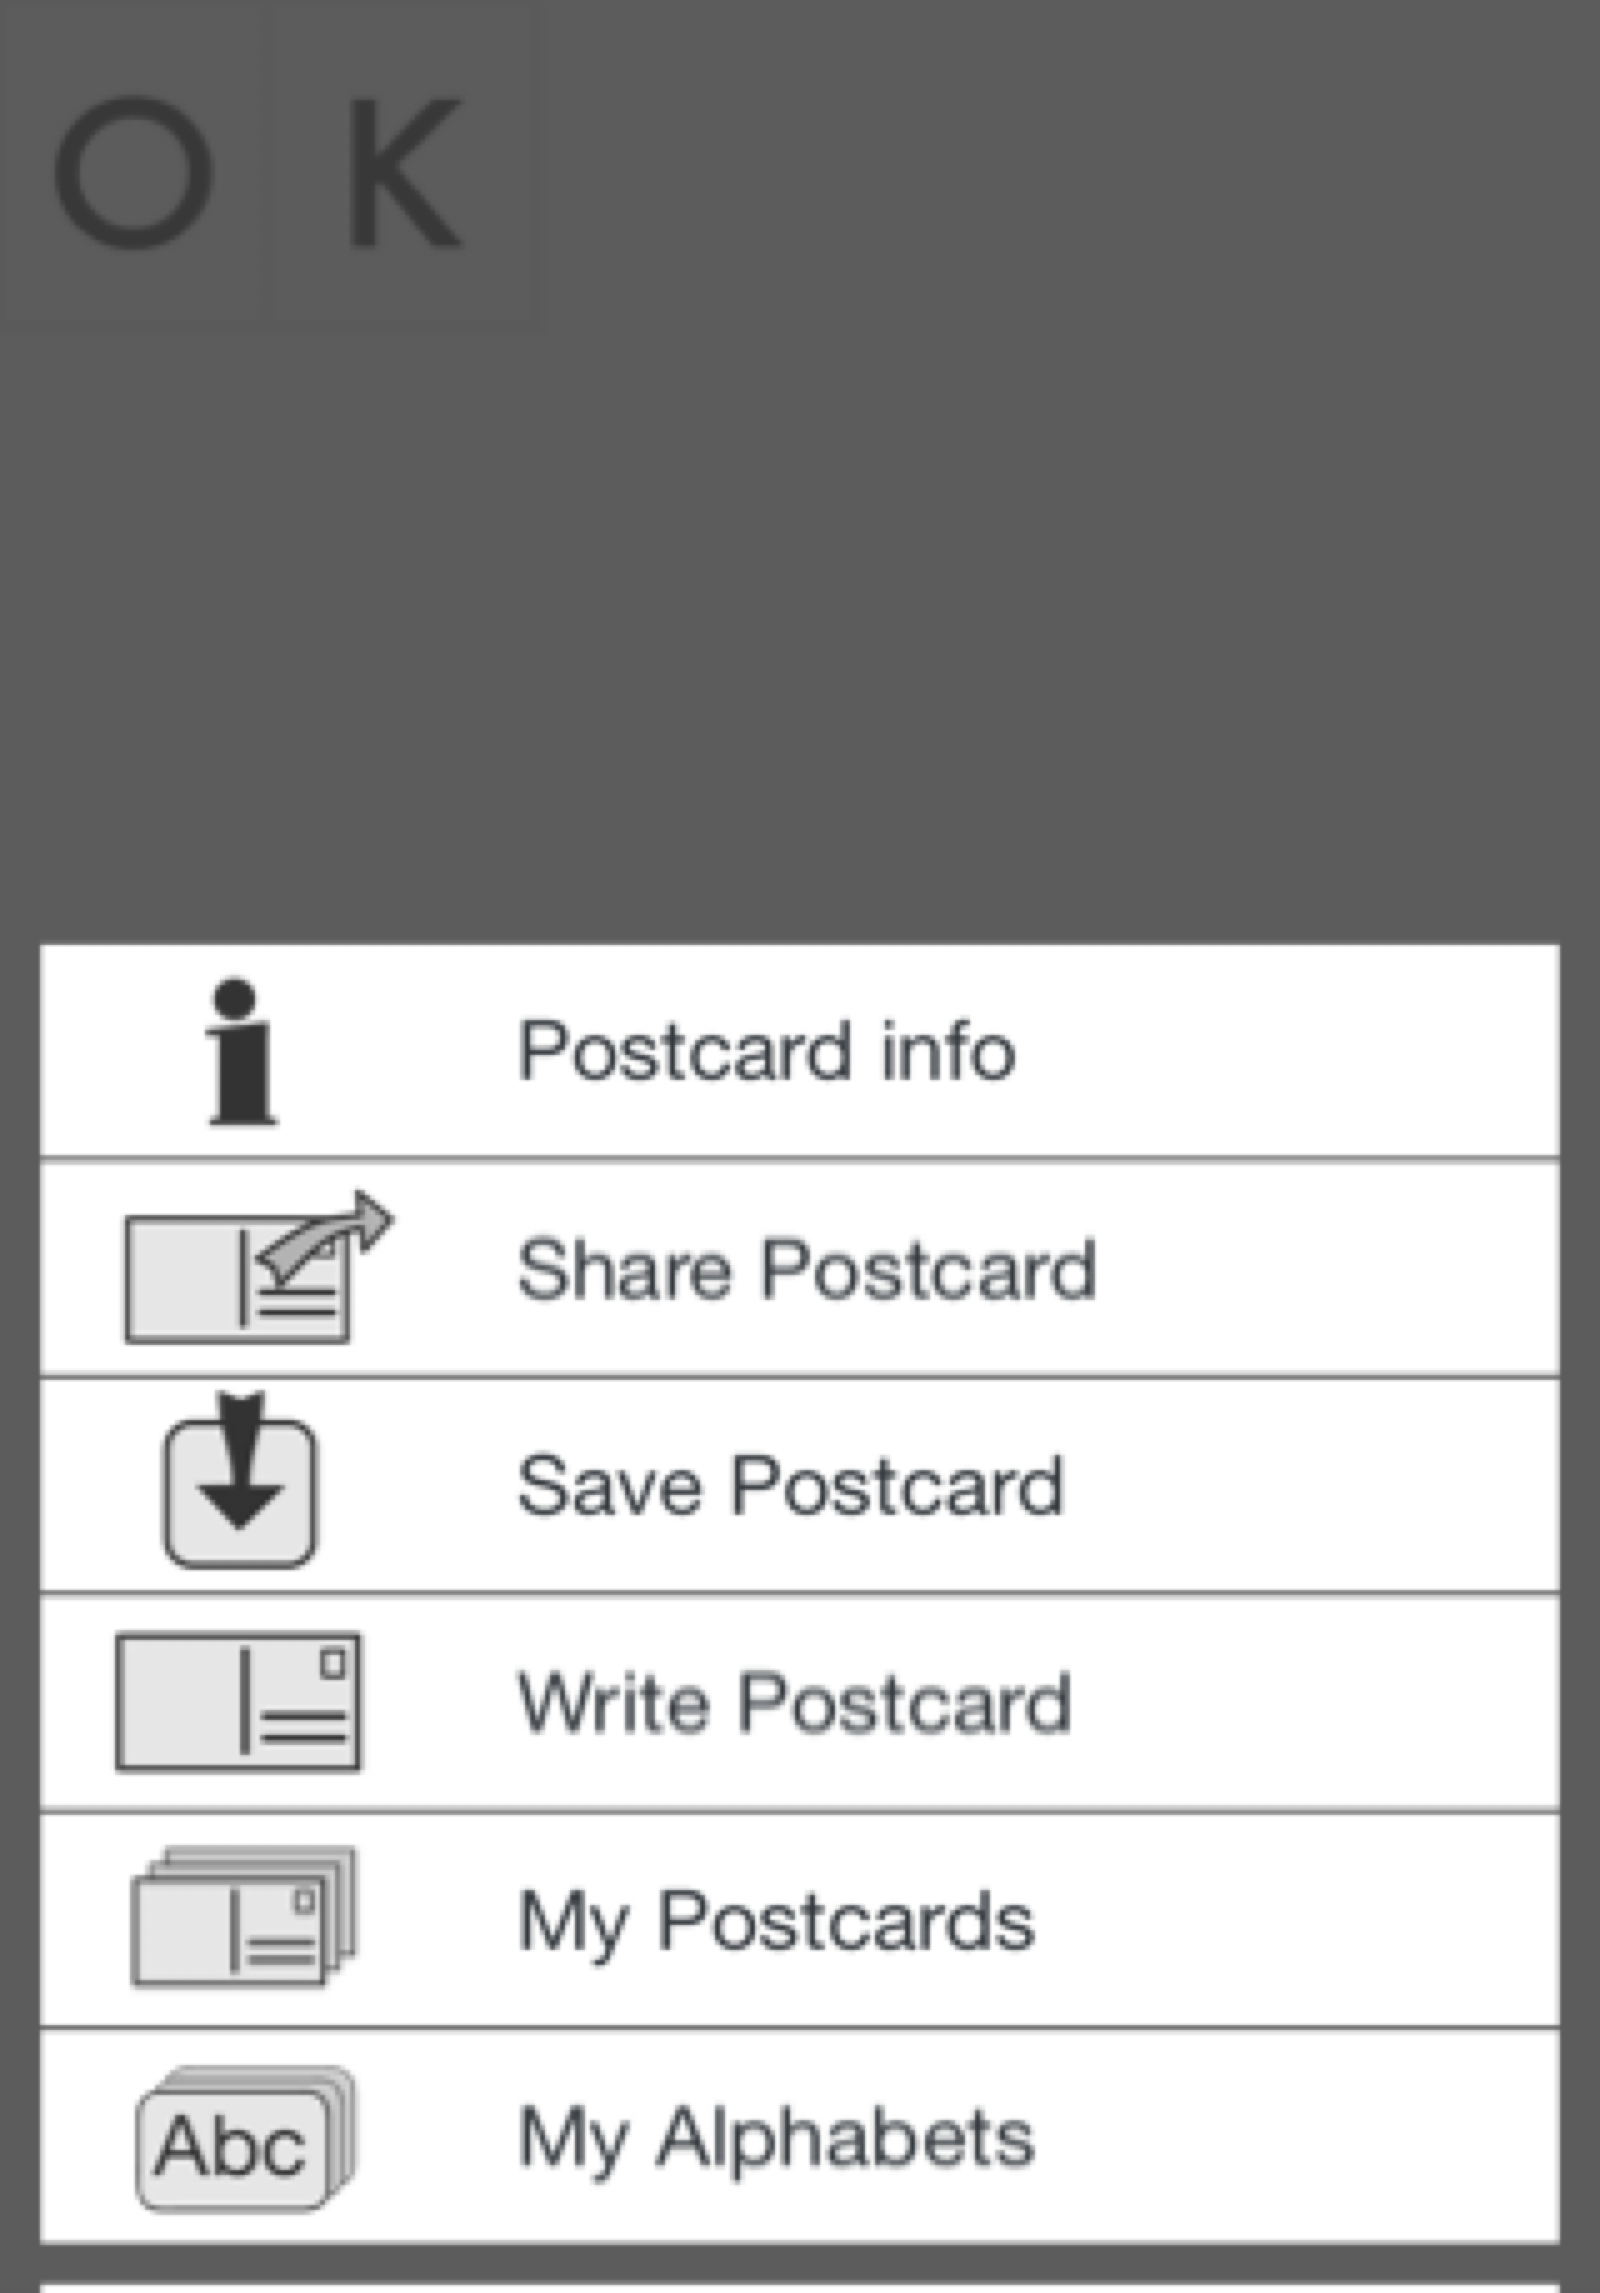 O K
Postcard info
Share Postcard
Save Postcard
Write Postcard
My Postcards
Abc My Alphabets